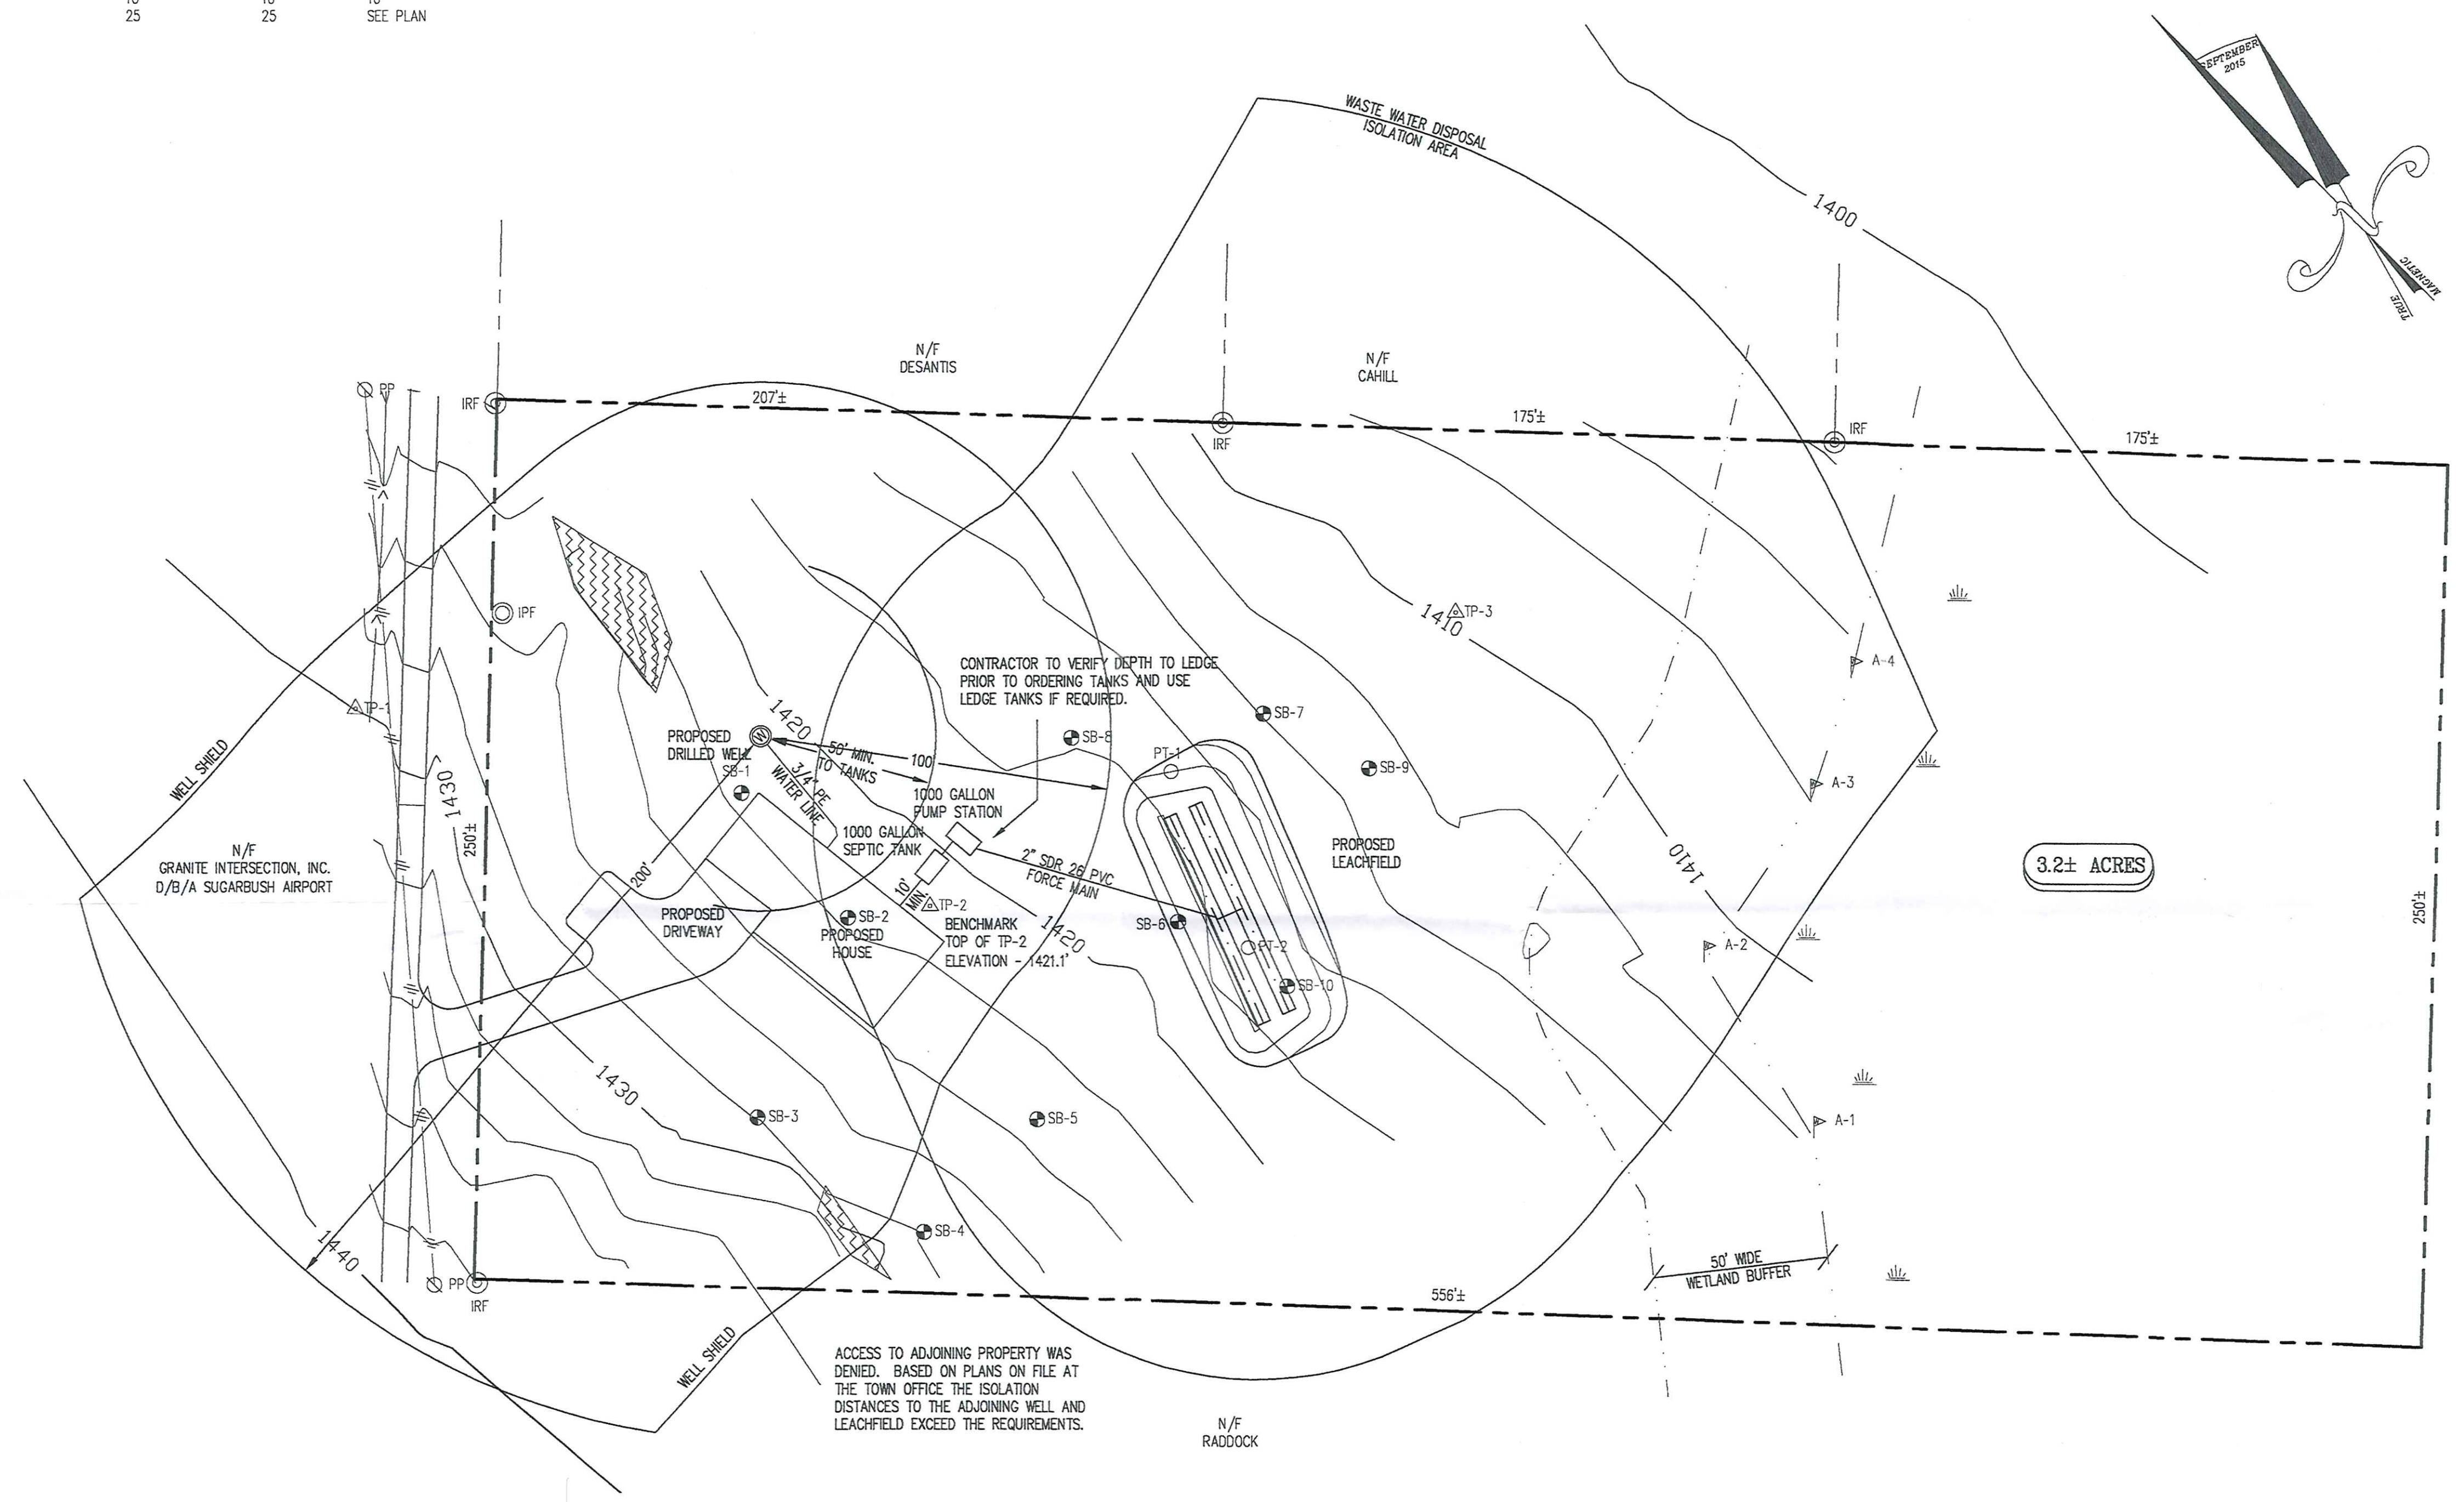 25 25 SEE PLAN
SEPTEMBER
2015
MAGNETIC
TRUE
WASTE WATER DISPOSAL
ISOLATION AREA
1400
N/F
DESANTIS
N/F
CAHILL
PP
IRF
207'±
IRF
175'±
IRF
175'±
IPF
1410
TP-3
A-4
CONTRACTOR TO VERIFY DEPTH TO LEDGE
PRIOR TO ORDERING TANKS AND USE
LEDGE TANKS IF REQUIRED.
TP-1
WELL SHIELD
1420
PROPOSED
DRILLED WELL
W
SB-1
50' MIN.
TO TANKS
100'
3/4" PE
WATER LINE
SB-8
SB-7
PT-1
SB-9
A-3
1430
250'±
1000 GALLON
PUMP STATION
1000 GALLON
SEPTIC TANK
2" SDR 26 PVC
FORCE MAIN
PROPOSED
LEACHFIELD
1410
3.2± ACRES
N/F
GRANITE INTERSECTION, INC.
D/B/A SUGARBUSH AIRPORT
200'
10'
MIN.
TP-2
PROPOSED
DRIVEWAY
SB-2
PROPOSED
HOUSE
BENCHMARK
TOP OF TP-2
ELEVATION - 1421.1'
1420
SB-6
PT-2
SB-10
A-2
250'±
1430
SB-3
SB-5
A-1
SB-4
1440
PP
IRF
50' WIDE
WETLAND BUFFER
556'±
WELL SHIELD
ACCESS TO ADJOINING PROPERTY WAS
DENIED. BASED ON PLANS ON FILE AT
THE TOWN OFFICE THE ISOLATION
DISTANCES TO THE ADJOINING WELL AND
LEACHFIELD EXCEED THE REQUIREMENTS.
N/F
RADDOCK